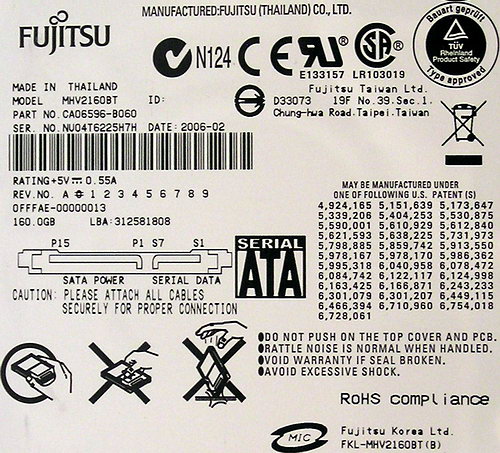 MANUFACTURED:FUJITSU (THAILAND) CO., LTD.
FUJITSU
N124
CE
E133157
LR103019
Bauart geprüft
TÜV
Rheinland
Product Safety
Type approved
MADE IN THAILAND
MODEL MHV2160BT ID:
PART NO. CA06596-B060
SER. NO. NU04T6225H7H DATE: 2006-02
Fujitsu Taiwan Ltd.
D33073 19F No.39.Sec.1.
Chung-hwa Road.Taipei.Taiwan
RATING+5V⎓ 0.55A
REV. NO. A 0 1 2 3 4 5 6 7 8 9
0FFFAE-00000013
160.0GB LBA:312581808
MAY BE MANUFACTURED UNDER
ONE OF FOLLOWING U.S. PATENT (S)
4,924,165 5,151,639 5,173,647
5,339,206 5,404,253 5,530,875
5,590,001 5,610,929 5,612,840
5,621,593 5,638,225 5,731,973
5,798,885 5,859,742 5,913,550
5,978,167 5,978,170 5,986,362
5,995,318 6,040,958 6,078,472
6,084,742 6,122,117 6,124,998
6,163,425 6,166,871 6,243,233
6,301,079 6,301,207 6,449,115
6,466,394 6,710,960 6,754,018
6,728,061
P15 P1 S7 S1
SATA POWER SERIAL DATA
SERIAL
ATA
CAUTION: PLEASE ATTACH ALL CABLES
SECURELY FOR PROPER CONNECTION
●DO NOT PUSH ON THE TOP COVER AND PCB.
●RATTLE NOISE IS NORMAL WHEN HANDLED.
●VOID WARRANTY IF SEAL BROKEN.
●AVOID EXCESSIVE SHOCK.
RoHS compliance
MIC
Fujitsu Korea Ltd.
FKL-MHV2160BT(B)